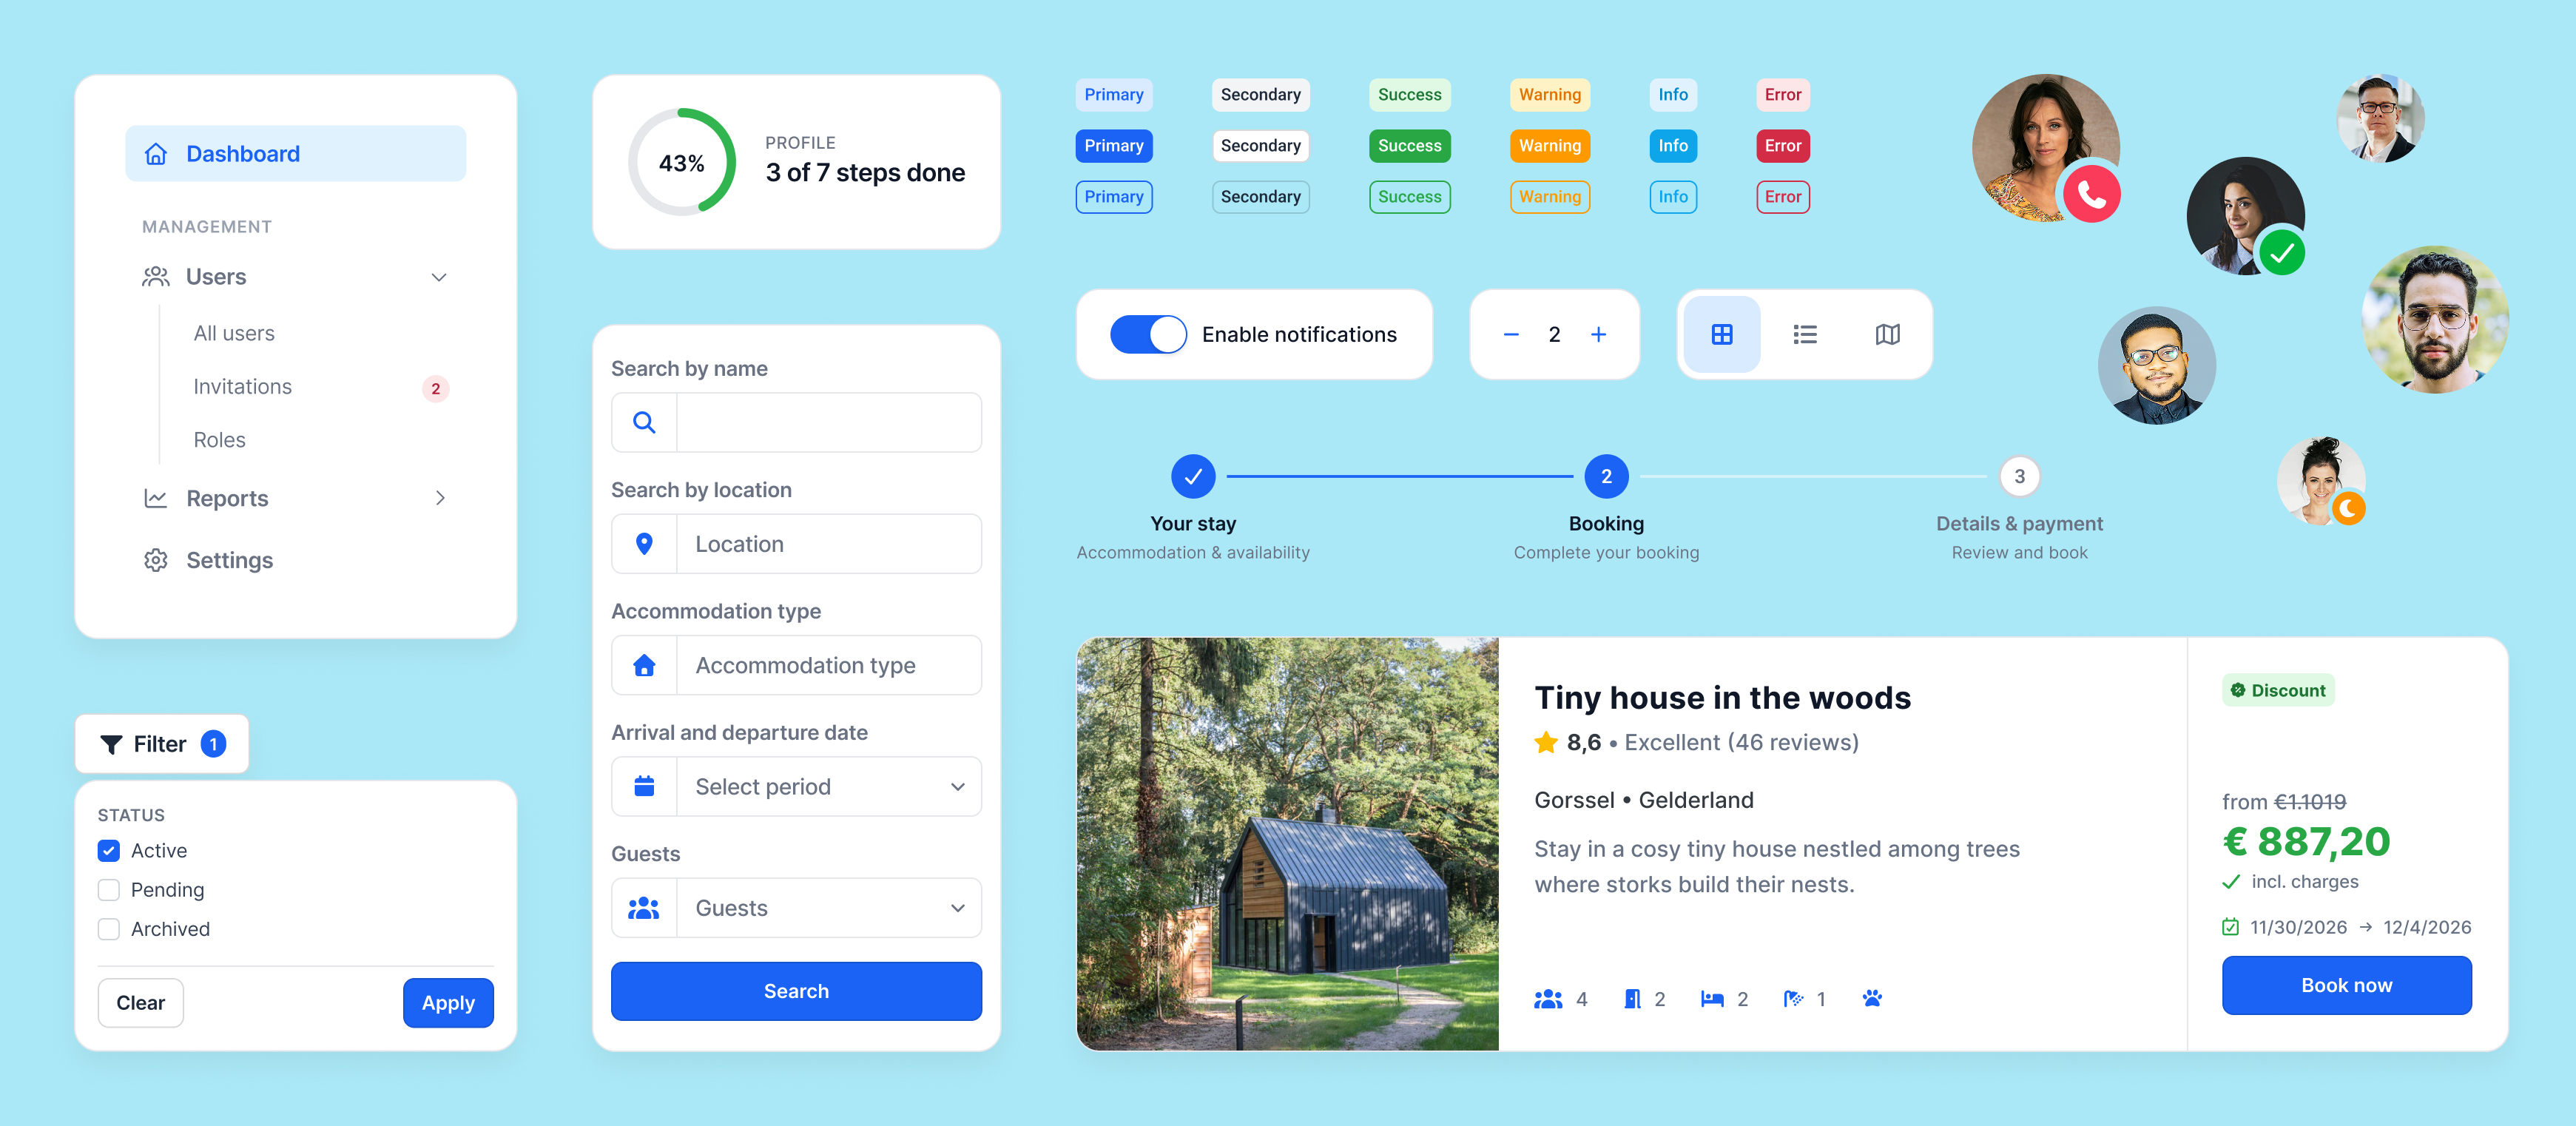 Dashboard
MANAGEMENT
Users
All users
Invitations 2
Roles
Reports
Settings
Filter 1
STATUS
Active
Pending
Archived
Clear Apply
43%
PROFILE
3 of 7 steps done
Search by name
Search by location
Location
Accommodation type
Accommodation type
Arrival and departure date
Select period
Guests
Guests
Search
Primary Secondary Success Warning Info Error
Primary Secondary Success Warning Info Error
Primary Secondary Success Warning Info Error
Enable notifications
2
2 3
Your stay Booking Details & payment
Accommodation & availability Complete your booking Review and book
Tiny house in the woods
8,6 • Excellent (46 reviews)
Gorssel • Gelderland
Stay in a cosy tiny house nestled among trees
where storks build their nests.
4 2 2 1
Discount
from €1.1019
€ 887,20
incl. charges
11/30/2026 → 12/4/2026
Book now